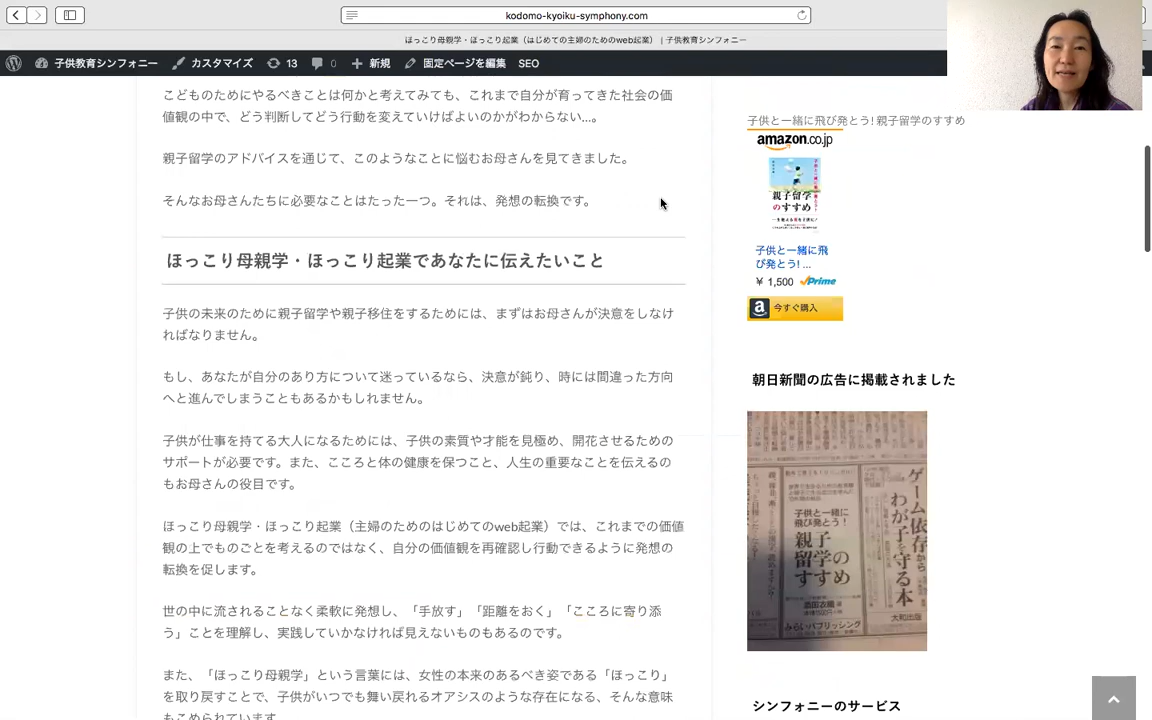 kodomo-kyoiku-symphony.com
ほっこり母親学・ほっこり起業（はじめての主婦のためのweb起業） | 子供教育シンフォニー
子供教育シンフォニー カスタマイズ 13 0 新規 固定ページを編集 SEO
こどものためにやるべきことは何かと考えてみても、これまで自分が育ってきた社会の価
値観の中で、どう判断してどう行動を変えていけばよいのかがわからない...。
親子留学のアドバイスを通じて、このようなことに悩むお母さんを見てきました。
そんなお母さんたちに必要なことはたった一つ。それは、発想の転換です。
ほっこり母親学・ほっこり起業であなたに伝えたいこと
子供の未来のために親子留学や親子移住をするためには、まずはお母さんが決意をしなけ
ればなりません。
もし、あなたが自分のあり方について迷っているなら、決意が鈍り、時には間違った方向
へと進んでしまうこともあるかもしれません。
子供が仕事を持てる大人になるためには、子供の素質や才能を見極め、開花させるための
サポートが必要です。また、こころと体の健康を保つこと、人生の重要なことを伝えるの
もお母さんの役目です。
ほっこり母親学・ほっこり起業（主婦のためのはじめてのweb起業）では、これまでの価値
観の上でものごとを考えるのではなく、自分の価値観を再確認し行動できるように発想の
転換を促します。
世の中に流されることなく柔軟に発想し、「手放す」「距離をおく」「こころに寄り添
う」ことを理解し、実践していかなければ見えないものもあるのです。
また、「ほっこり母親学」という言葉には、女性の本来のあるべき姿である「ほっこり」
を取り戻すことで、子供がいつでも舞い戻れるオアシスのような存在になる、そんな意味
もこめられています
子供と一緒に飛び発とう! 親子留学のすすめ
amazon.co.jp
親子留学
のすすめ
子供と一緒に飛
び発とう! ...
￥ 1,500 Prime
a 今すぐ購入
朝日新聞の広告に掲載されました
ゲーム依存から
わが子を守る本
大和出版
子供と一緒に
飛び発とう！
親子
留学の
すすめ
みらいパブリッシング
シンフォニーのサービス